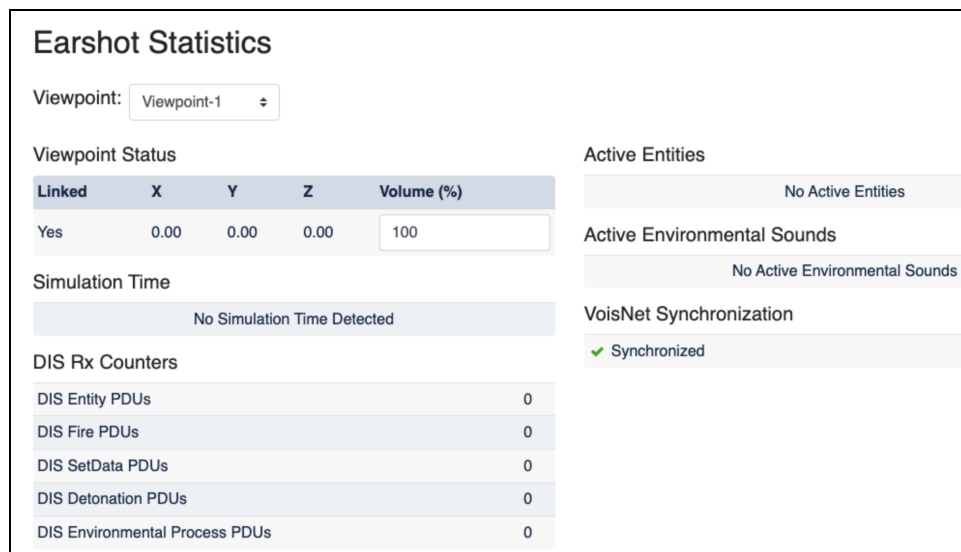 Earshot Statistics
Viewpoint: Viewpoint-1
Viewpoint Status
Linked X Y Z Volume (%)
Yes 0.00 0.00 0.00 100
Simulation Time
No Simulation Time Detected
DIS Rx Counters
DIS Entity PDUs 0
DIS Fire PDUs 0
DIS SetData PDUs 0
DIS Detonation PDUs 0
DIS Environmental Process PDUs 0
Active Entities
No Active Entities
Active Environmental Sounds
No Active Environmental Sounds
VoisNet Synchronization
Synchronized